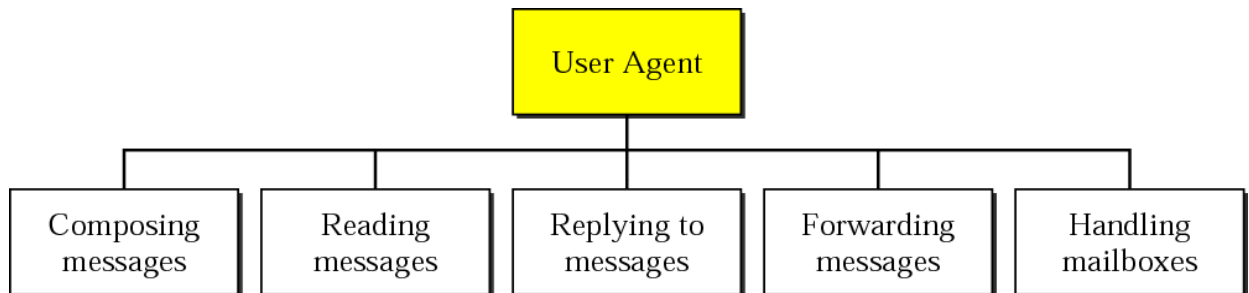 User Agent
Composing
messages
Reading
messages
Replying to
messages
Forwarding
messages
Handling
mailboxes